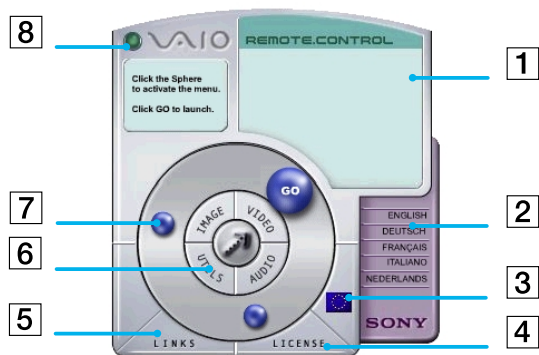 8
VAIO
REMOTE.CONTROL
1
Click the Sphere
to activate the menu.
Click GO to launch.
GO
7
IMAGE
VIDEO
ENGLISH
2
DEUTSCH
FRANÇAIS
6
UTILS
AUDIO
ITALIANO
NEDERLANDS
3
SONY
5
LINKS
LICENSE
4